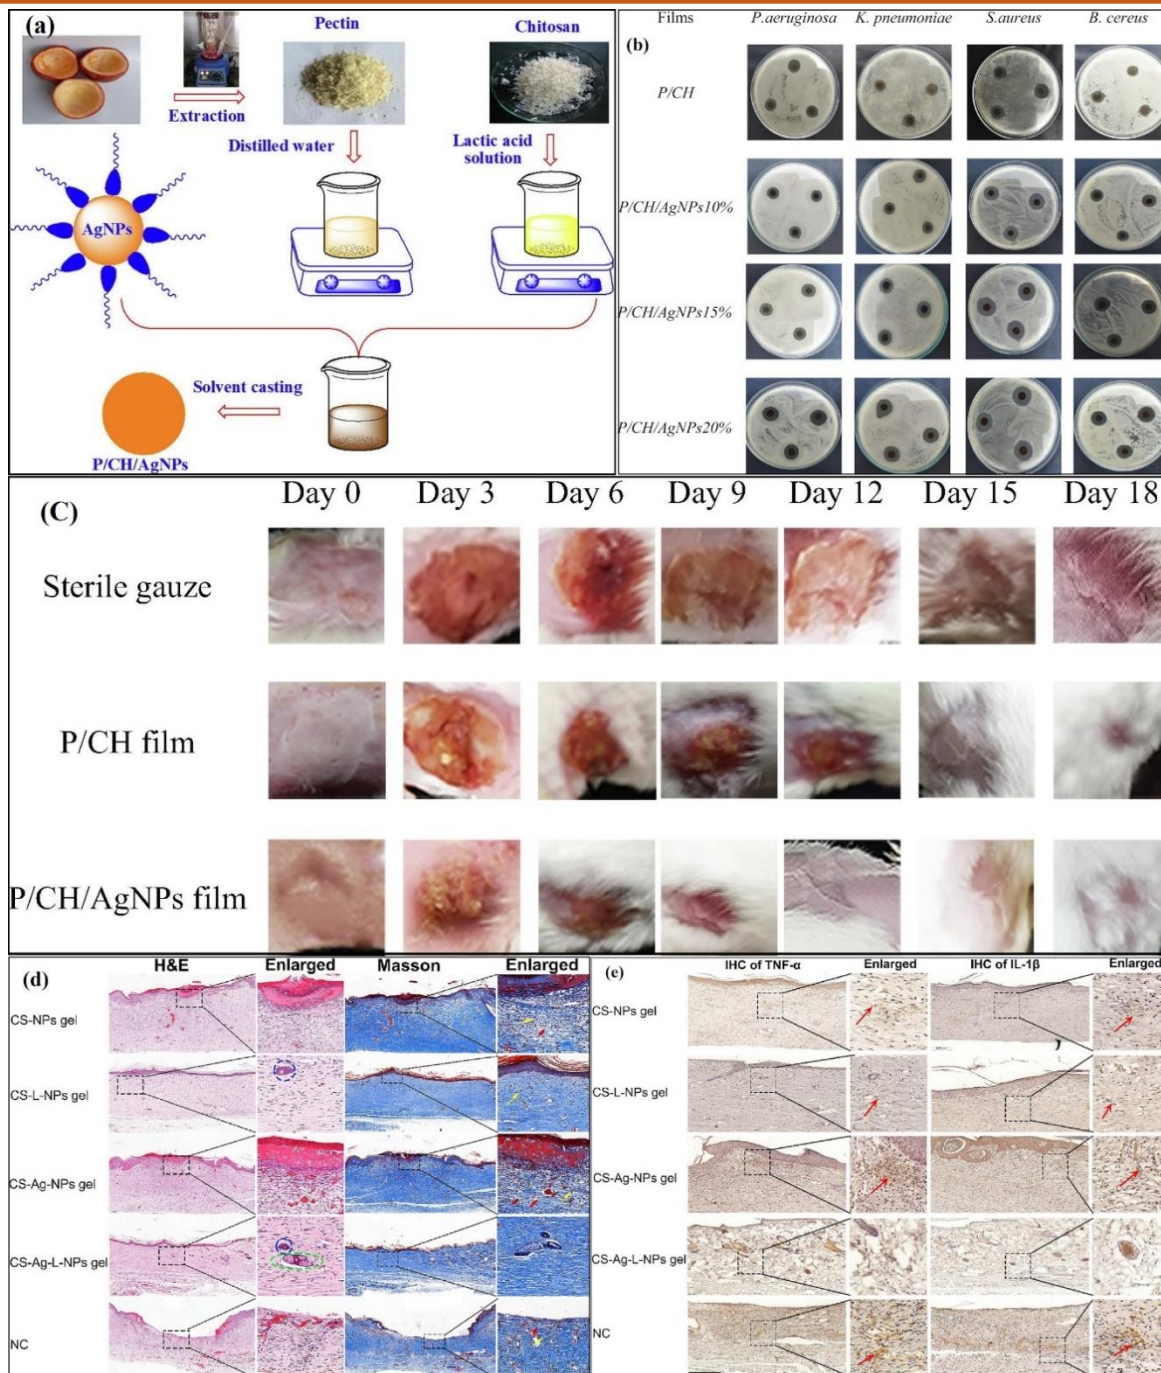 (a)
Pectin
Chitosan
Extraction
Distilled water
Lactic acid
solution
AgNPs
Solvent casting
P/CH/AgNPs
(b)
Films P.aeruginosa K. pneumoniae S.aureus B. cereus
P/CH
P/CH/AgNPs10%
P/CH/AgNPs15%
P/CH/AgNPs20%
(C)
Day 0 Day 3 Day 6 Day 9 Day 12 Day 15 Day 18
Sterile gauze
P/CH film
P/CH/AgNPs film
(d)
H&E Enlarged Masson Enlarged
CS-NPs gel
CS-L-NPs gel
CS-Ag-NPs gel
CS-Ag-L-NPs gel
NC
(e)
IHC of TNF-α Enlarged IHC of IL-1β Enlarged
CS-NPs gel
CS-L-NPs gel
CS-Ag-NPs gel
CS-Ag-L-NPs gel
NC